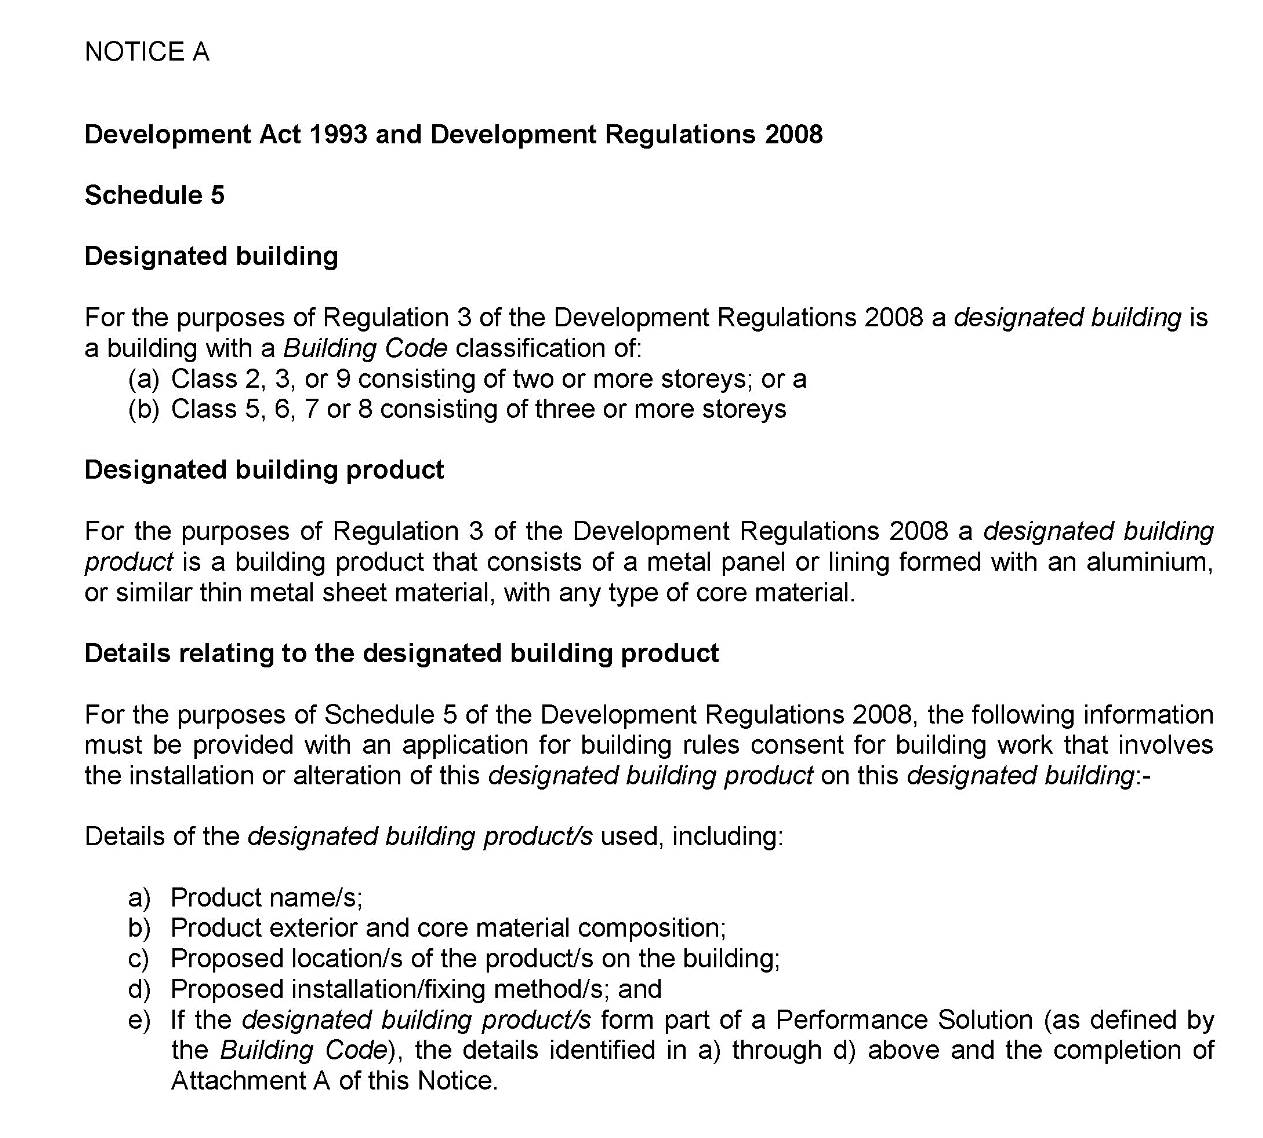 NOTICE A
Development Act 1993 and Development Regulations 2008
Schedule 5
Designated building
For the purposes of Regulation 3 of the Development Regulations 2008 a designated building is
a building with a Building Code classification of:
(a) Class 2, 3, or 9 consisting of two or more storeys; or a
(b) Class 5, 6, 7 or 8 consisting of three or more storeys
Designated building product
For the purposes of Regulation 3 of the Development Regulations 2008 a designated building
product is a building product that consists of a metal panel or lining formed with an aluminium,
or similar thin metal sheet material, with any type of core material.
Details relating to the designated building product
For the purposes of Schedule 5 of the Development Regulations 2008, the following information
must be provided with an application for building rules consent for building work that involves
the installation or alteration of this designated building product on this designated building:-
Details of the designated building product/s used, including:
a) Product name/s;
b) Product exterior and core material composition;
c) Proposed location/s of the product/s on the building;
d) Proposed installation/fixing method/s; and
e) If the designated building product/s form part of a Performance Solution (as defined by
the Building Code), the details identified in a) through d) above and the completion of
Attachment A of this Notice.